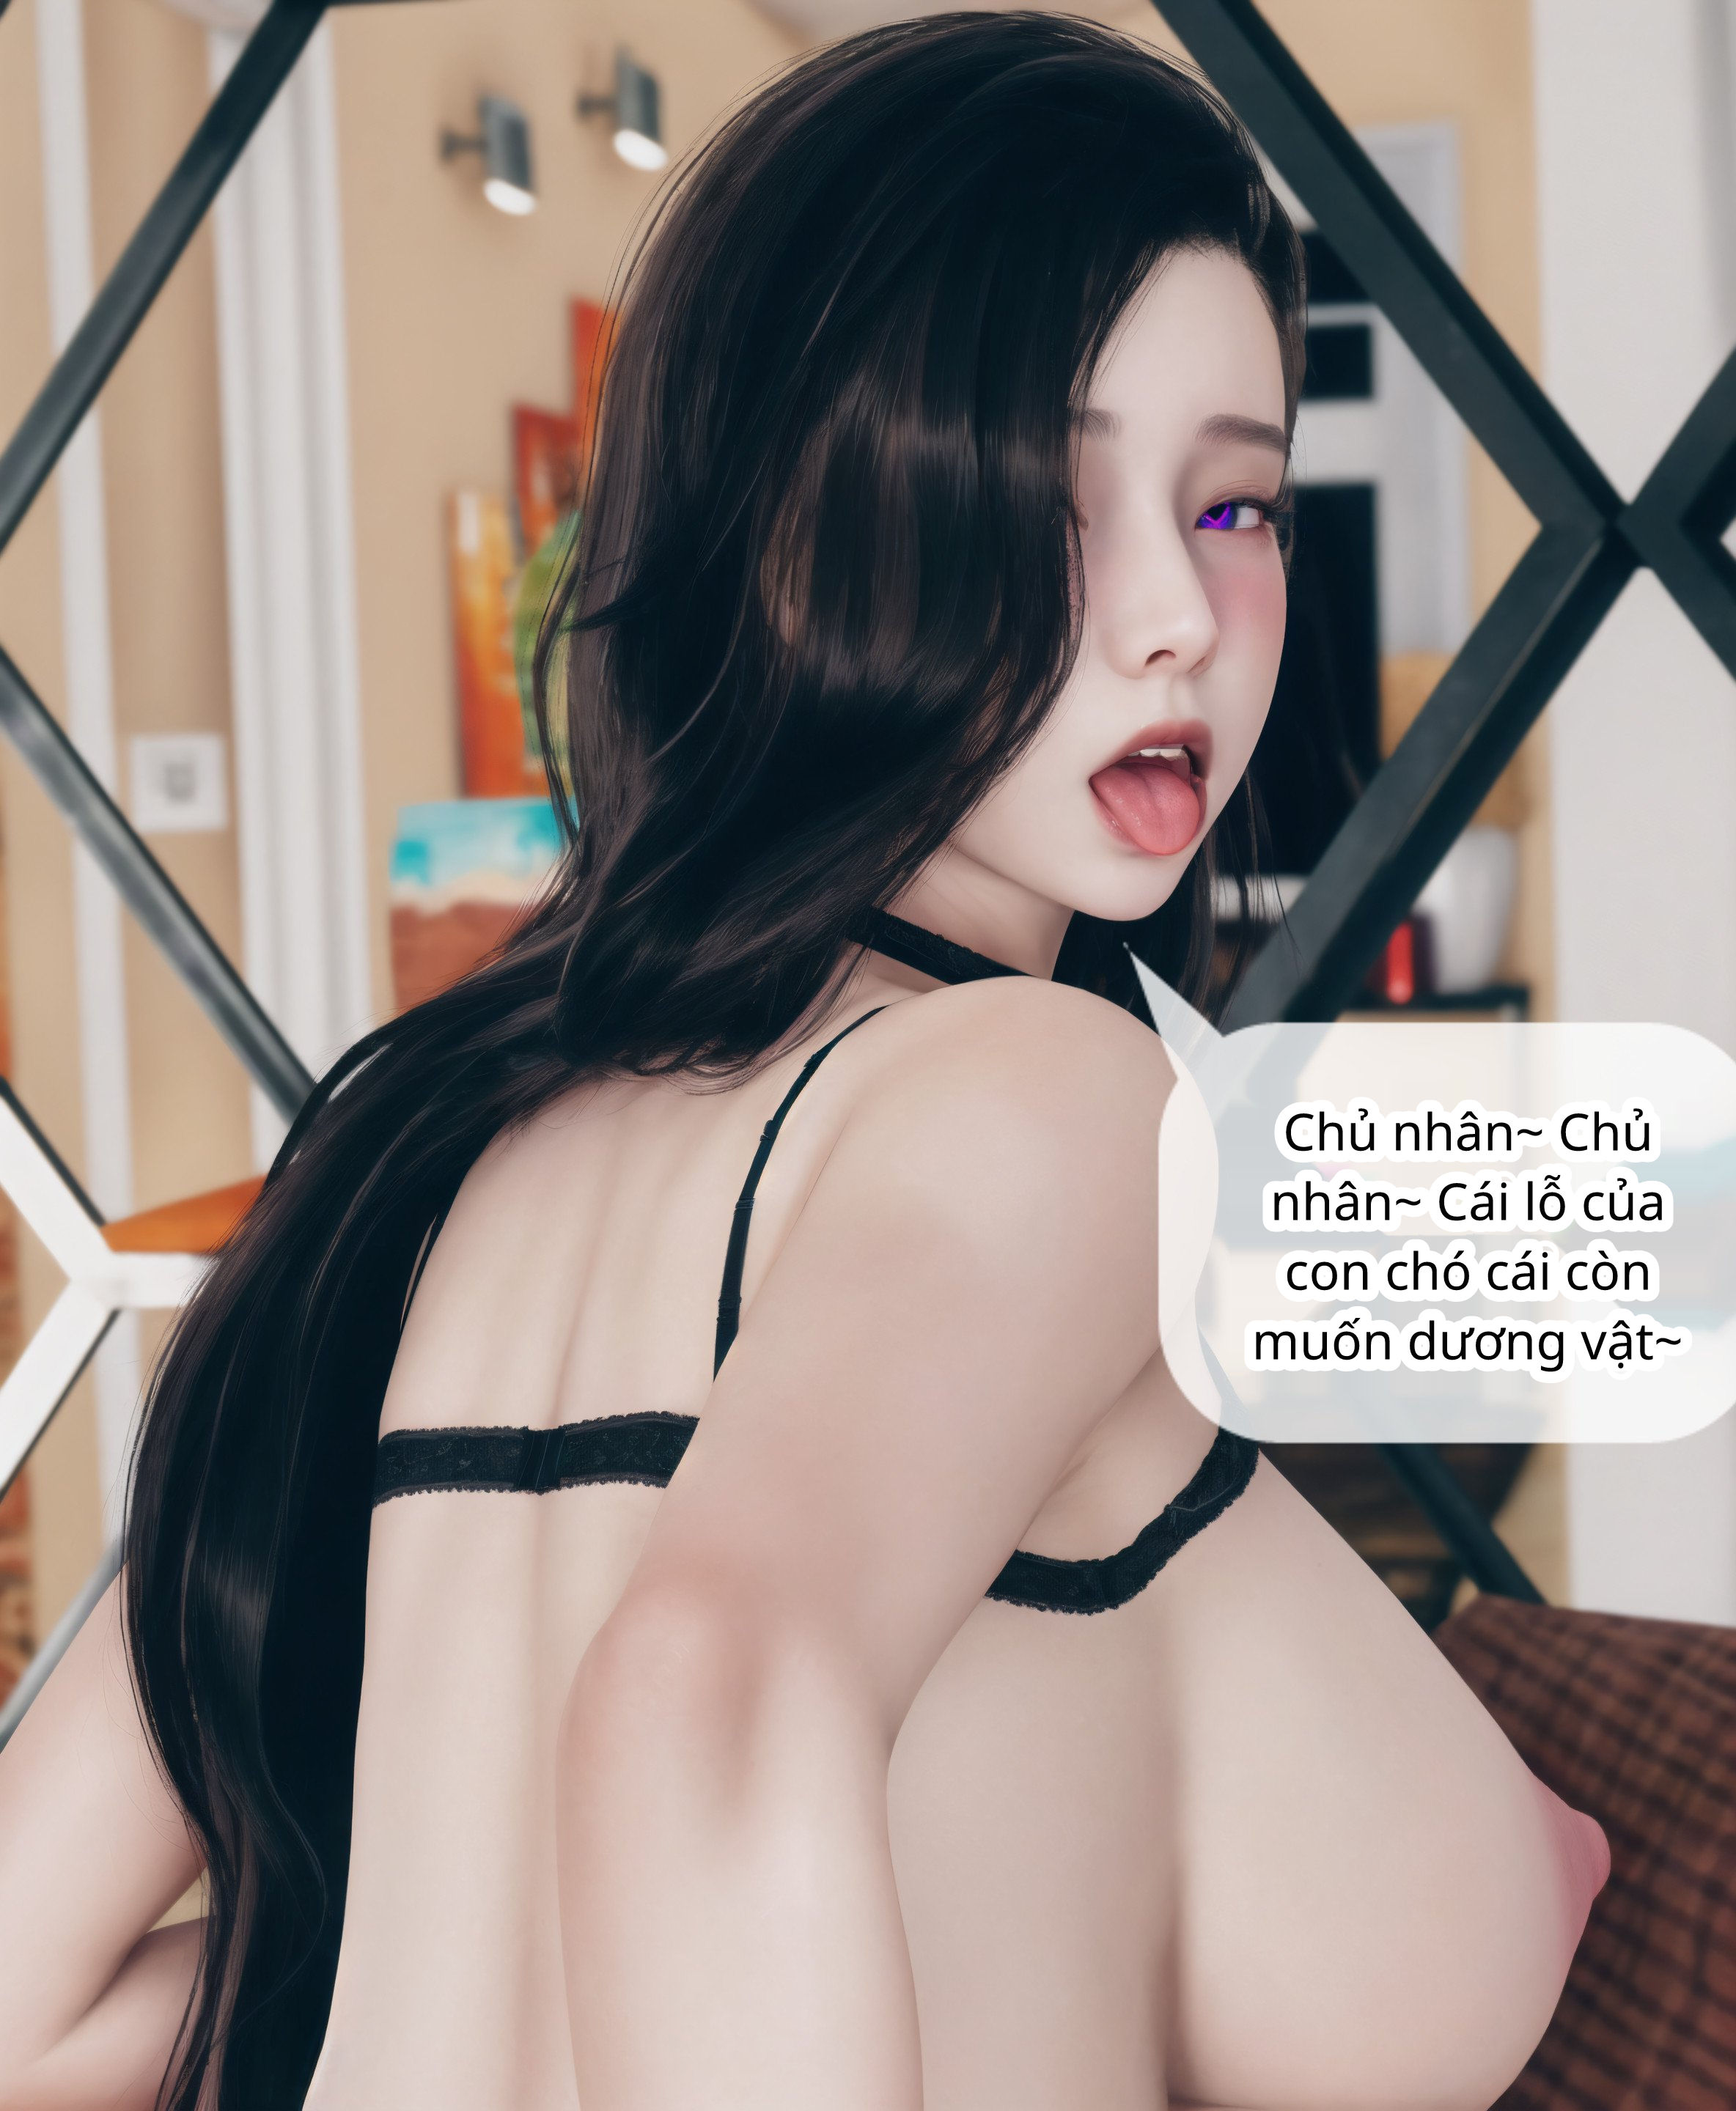 Chủ nhân~ Chủ
nhân~ Cái lỗ của
con chó cái còn
muốn dương vật~